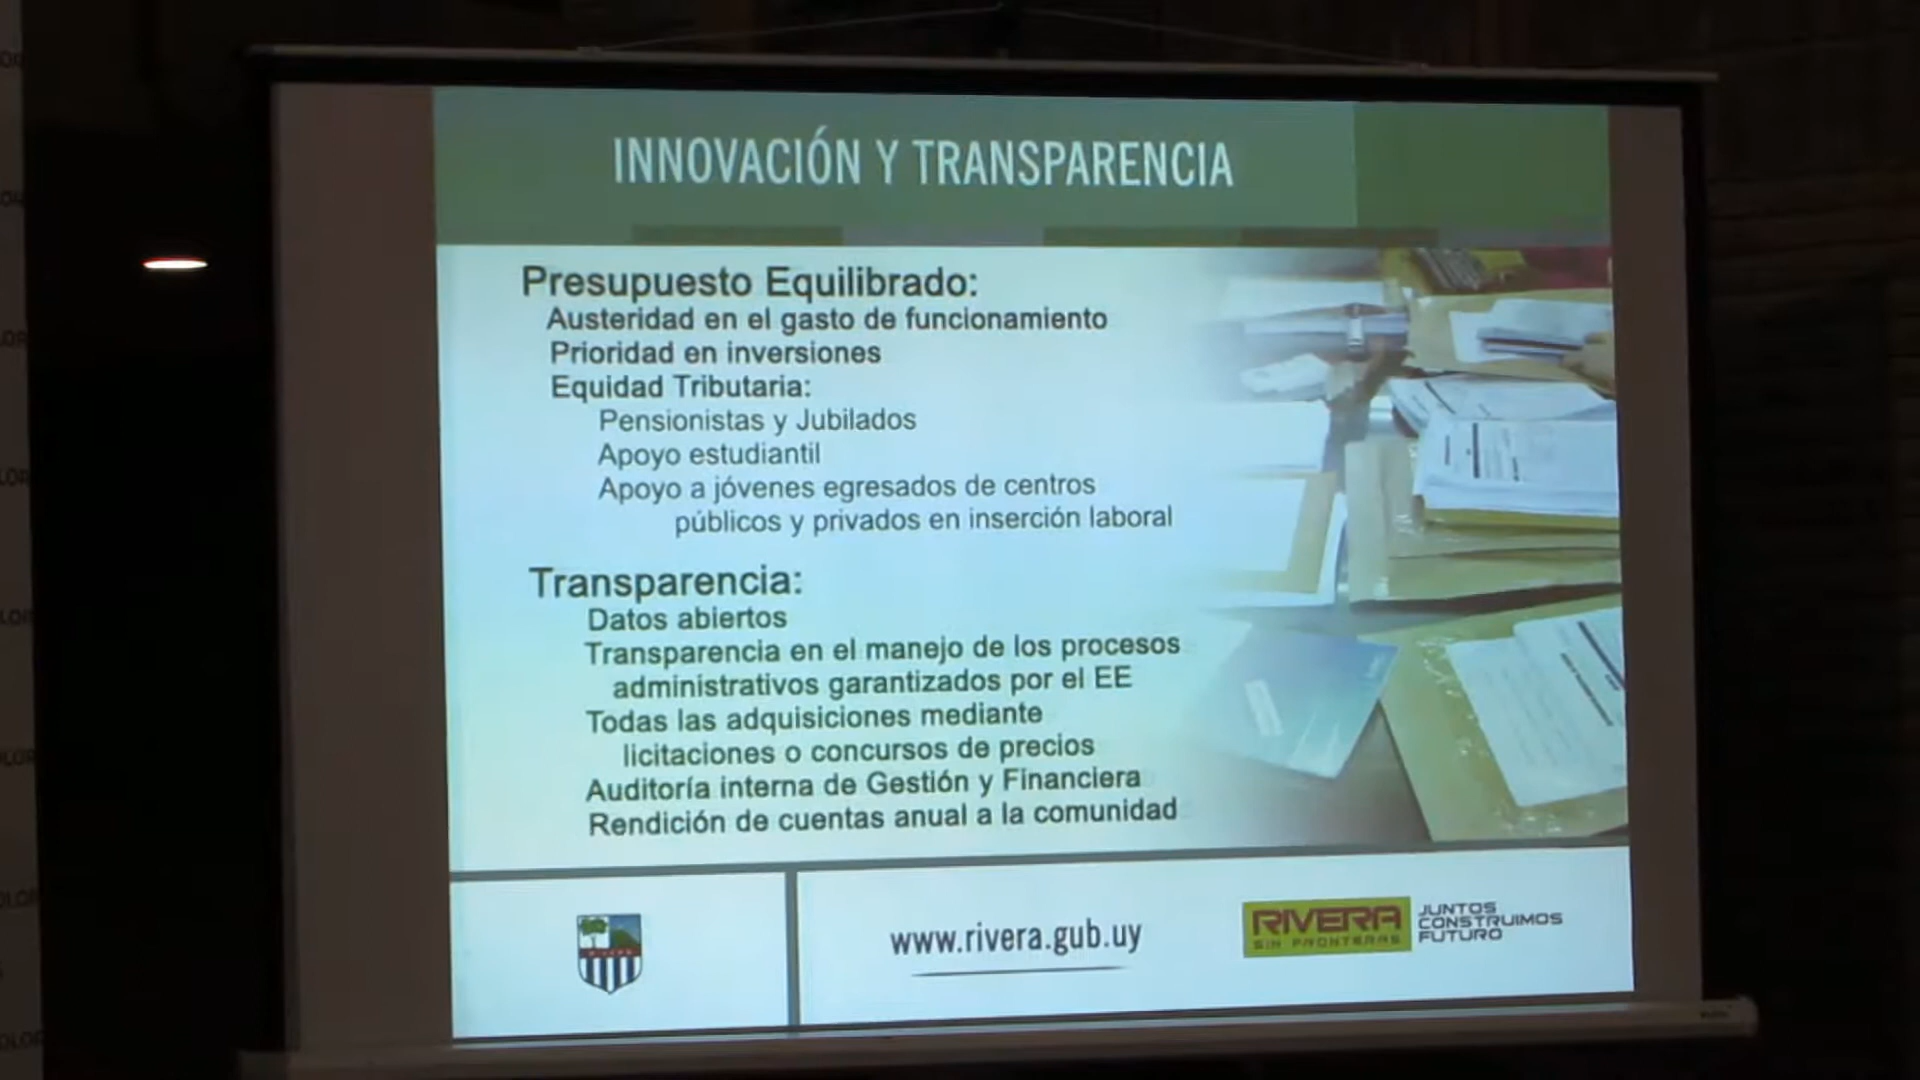 INNOVACIÓN Y TRANSPARENCIA
Presupuesto Equilibrado:
Austeridad en el gasto de funcionamiento
Prioridad en inversiones
Equidad Tributaria:
Pensionistas y Jubilados
Apoyo estudiantil
Apoyo a jóvenes egresados de centros
públicos y privados en inserción laboral
Transparencia:
Datos abiertos
Transparencia en el manejo de los procesos
administrativos garantizados por el EE
Todas las adquisiciones mediante
licitaciones o concursos de precios
Auditoría interna de Gestión y Financiera
Rendición de cuentas anual a la comunidad
RIVERA
www.rivera.gub.uy
RIVERA
SIN FRONTERAS
JUNTOS
CONSTRUIMOS
FUTURO